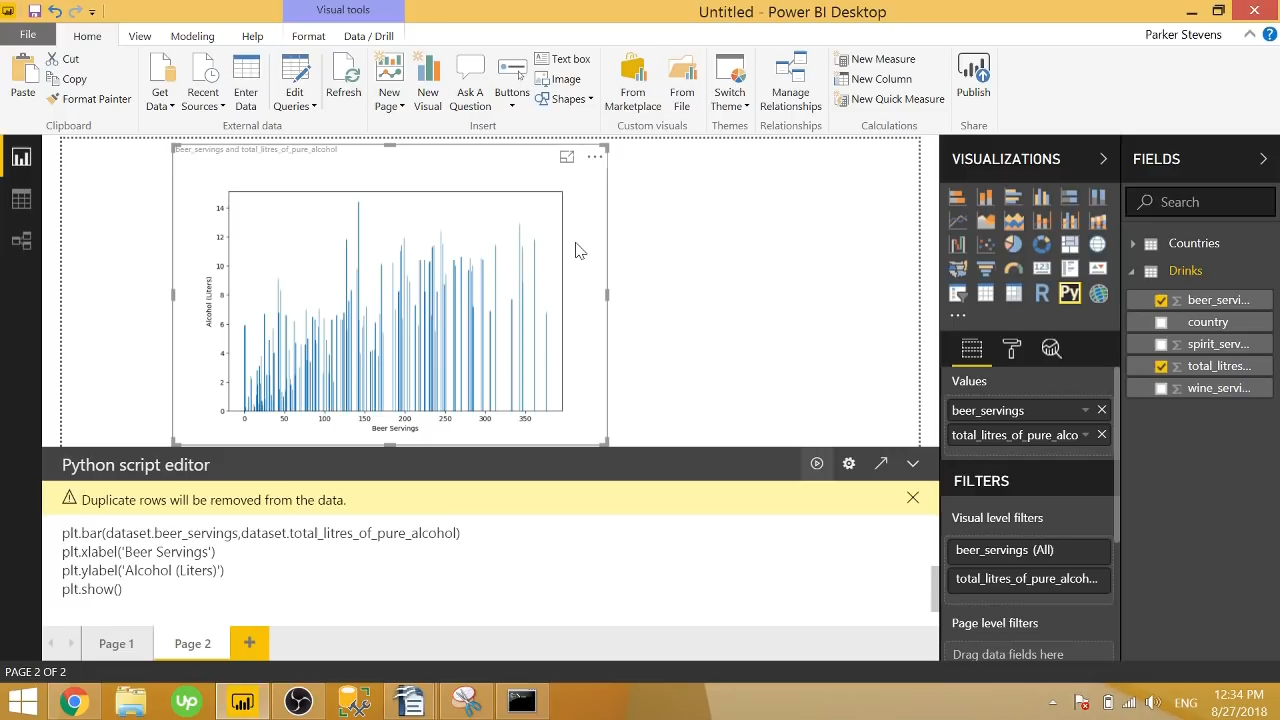 Visual tools
Untitled - Power BI Desktop
File
Home
View
Modeling
Help
Format
Data / Drill
Parker Stevens
Paste
Cut
Copy
Format Painter
Clipboard
Get Data
Recent Sources
Enter Data
Edit Queries
Refresh
External data
New Page
New Visual
Ask A Question
Buttons
Text box
Image
Shapes
Insert
From Marketplace
From File
Custom visuals
Switch Theme
Themes
Manage Relationships
Relationships
New Measure
New Column
New Quick Measure
Calculations
Publish
Share
beer_servings and total_litres_of_pure_alcohol
14
12
10
8
6
4
2
0
Alcohol (Liters)
0 50 100 150 200 250 300 350
Beer Servings
Python script editor
Duplicate rows will be removed from the data.
plt.bar(dataset.beer_servings,dataset.total_litres_of_pure_alcohol)
plt.xlabel('Beer Servings')
plt.ylabel('Alcohol (Liters)')
plt.show()
Page 1
Page 2
PAGE 2 OF 2
VISUALIZATIONS
123
R
Py
Values
beer_servings
total_litres_of_pure_alco
FILTERS
Visual level filters
beer_servings (All)
total_litres_of_pure_alcoh...
Page level filters
Drag data fields here
FIELDS
Search
Countries
Drinks
beer_servi...
country
spirit_serv...
total_litres...
wine_servi...
Up
ENG
12:34 PM
8/27/2018